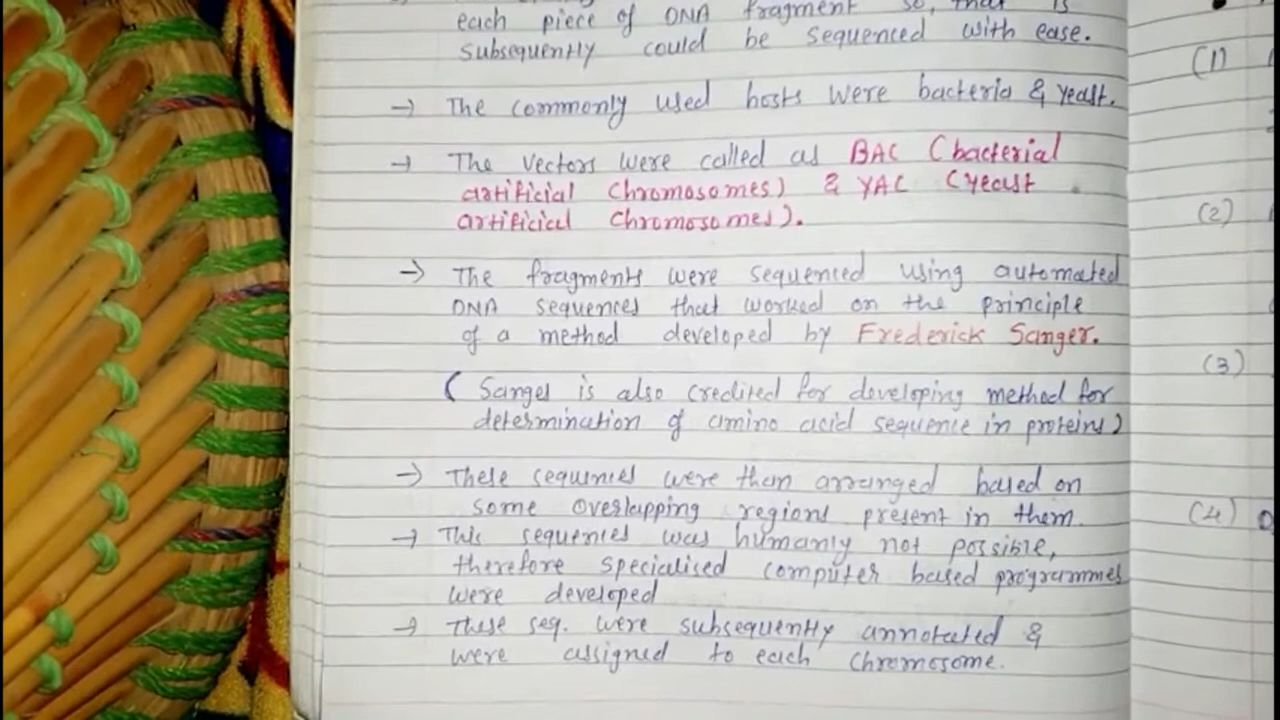 each piece of DNA fragment so, that is
subsequently could be sequenced with ease.
→ The commonly used hosts were bacteria & yeast.
→ The vectors were called as BAC (bacterial
artificial chromosomes) & YAC (yeast
artificial chromosomes).
→ The fragments were sequenced using automated
DNA sequences that worked on the principle
of a method developed by Frederick Sanger.
( Sanger is also credited for developing method for
determination of amino acid sequence in proteins)
→ These sequences were than arranged based on
some overlapping regions present in them.
→ This sequences was humanly not possible,
therefore specialised computer based programmes
were developed
→ These seq. were subsequently annotated &
were assigned to each chromosome.
(1)
(2)
(3)
(4)